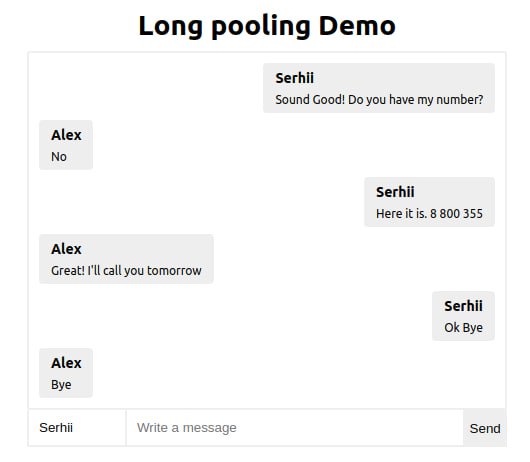 Long pooling Demo
Serhii
Sound Good! Do you have my number?
Alex
No
Serhii
Here it is. 8 800 355
Alex
Great! I'll call you tomorrow
Serhii
Ok Bye
Alex
Bye
Serhii Write a message Send